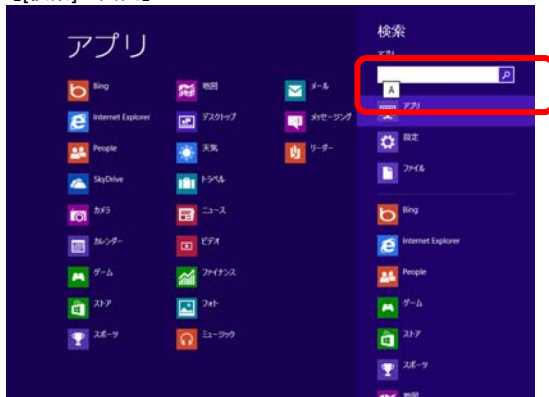 アプリ
Bing
Internet Explorer
People
SkyDrive
カメラ
カレンダー
ゲーム
ストア
スポーツ
地図
デスクトップ
天気
トラベル
ニュース
ビデオ
ファイナンス
フォト
ミュージック
メール
メッセージング
リーダー
検索
アプリ
A
アプリ
設定
ファイル
Bing
Internet Explorer
People
ゲーム
ストア
スポーツ
地図